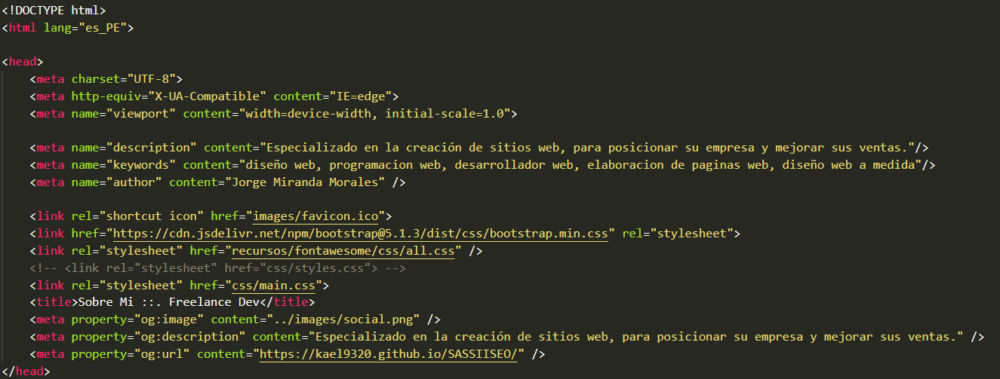 <!DOCTYPE html>
<html lang="es_PE">
<head>
<meta charset="UTF-8">
<meta http-equiv="X-UA-Compatible" content="IE=edge">
<meta name="viewport" content="width=device-width, initial-scale=1.0">
<meta name="description" content="Especializado en la creación de sitios web, para posicionar su empresa y mejorar sus ventas."/>
<meta name="keywords" content="diseño web, programacion web, desarrollador web, elaboracion de paginas web, diseño web a medida"/>
<meta name="author" content="Jorge Miranda Morales" />
<link rel="shortcut icon" href="images/favicon.ico">
<link href="https://cdn.jsdelivr.net/npm/bootstrap@5.1.3/dist/css/bootstrap.min.css" rel="stylesheet">
<link rel="stylesheet" href="recursos/fontawesome/css/all.css" />
<!-- <link rel="stylesheet" href="css/styles.css"> -->
<link rel="stylesheet" href="css/main.css">
<title>Sobre Mi ::. Freelance Dev</title>
<meta property="og:image" content="../images/social.png" />
<meta property="og:description" content="Especializado en la creación de sitios web, para posicionar su empresa y mejorar sus ventas." />
<meta property="og:url" content="https://kael9320.github.io/SASSIISEO/" />
</head>